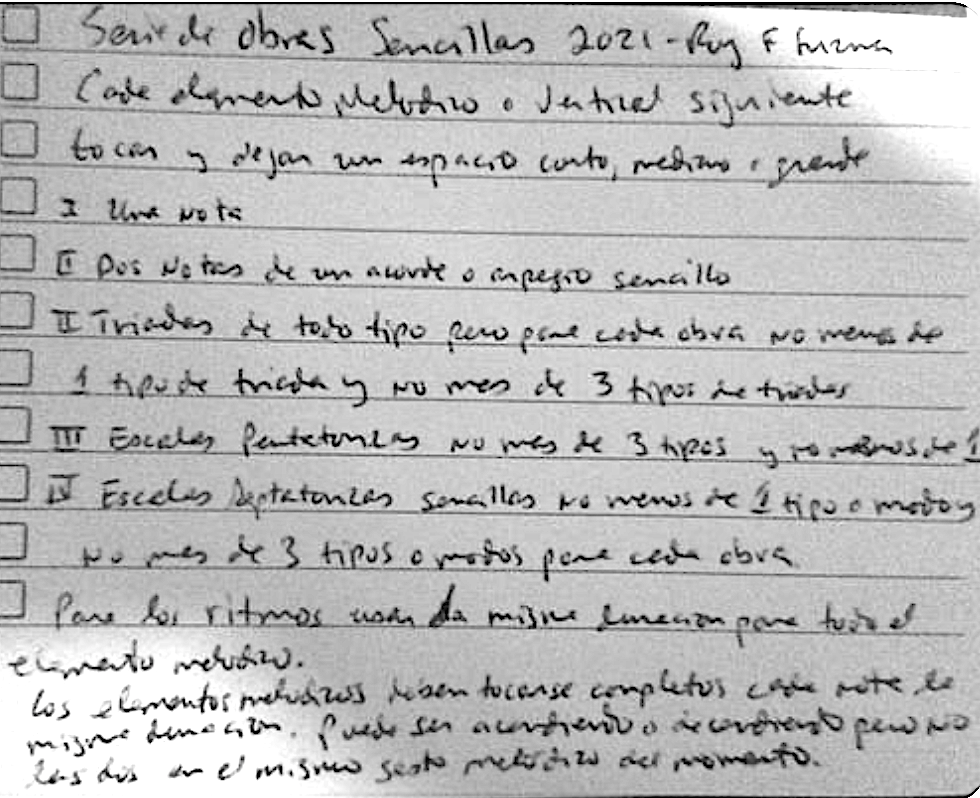 Serie de Obras Sencillas 2021 - Roy F
Cada elemento Melodico o Vertical siguiente
tocar y dejar un espacio corto, mediano o grande
I Una Nota
II Dos Notas de un acorde o arpegio sencillo
II Triadas de todo tipo pero para cada obra no menos de
1 tipo de triada y no mas de 3 tipos de triadas
III Escalas Pentatonicas no mas de 3 tipos y no menos de 1
IV Escalas Septatonicas sencillas no menos de 1 tipo o modo y
no mas de 3 tipos o modos para cada obra
Para los ritmos usar la misma duracion para todo el
elemento melodico.
Los elementos melodicos deben tocarse completos cada nota la
misma duracion. Puede ser acendiendo o decendiendo pero no
las dos en el mismo gesto melodico del momento.